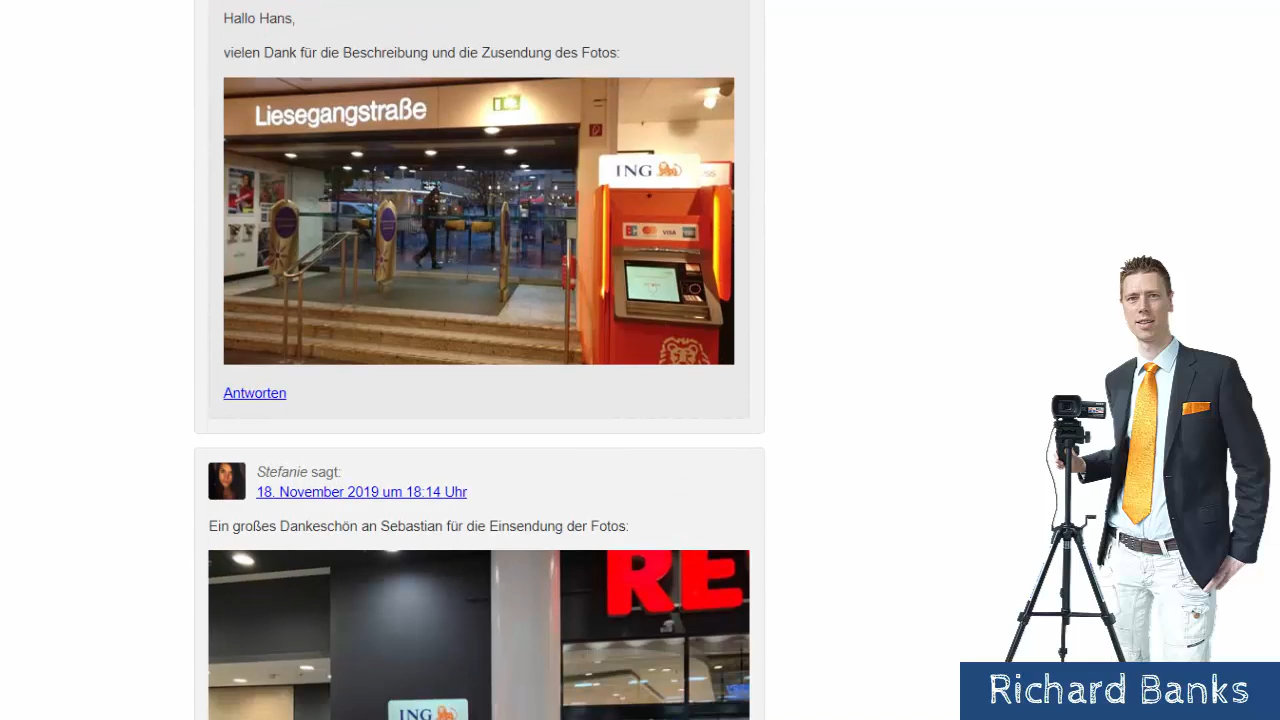 Hallo Hans,
vielen Dank für die Beschreibung und die Zusendung des Fotos:
Liesegangstraße
ING
VISA
Antworten
Stefanie sagt:
18. November 2019 um 18:14 Uhr
Ein großes Dankeschön an Sebastian für die Einsendung der Fotos:
RE
ING
Richard Banks